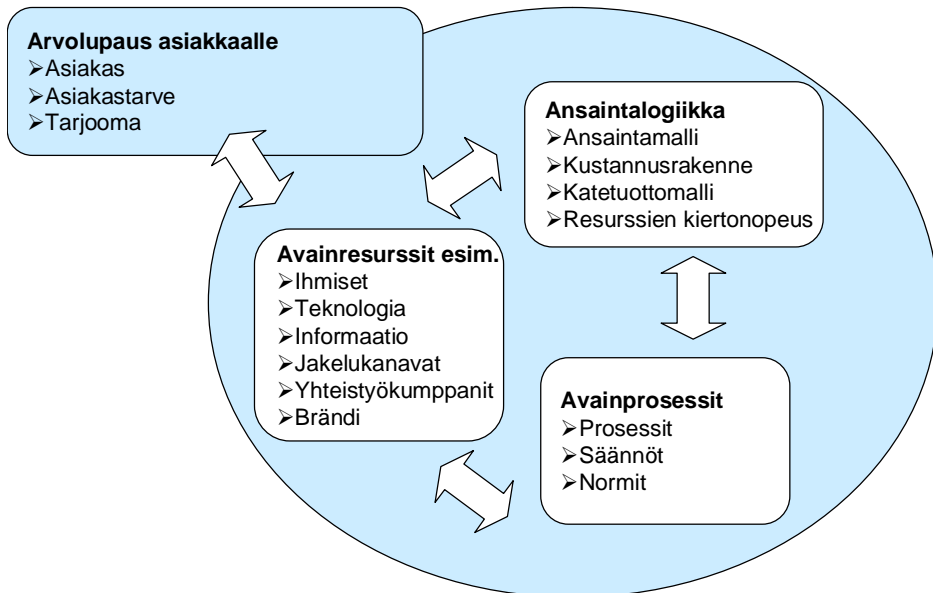 Arvolupaus asiakkaalle
➢Asiakas
➢Asiakastarve
➢Tarjooma
Ansaintalogiikka
➢Ansaintamalli
➢Kustannusrakenne
➢Katetuottomalli
➢Resurssien kiertonopeus
Avainresurssit esim.
➢Ihmiset
➢Teknologia
➢Informaatio
➢Jakelukanavat
➢Yhteistyökumppanit
➢Brändi
Avainprosessit
➢Prosessit
➢Säännöt
➢Normit